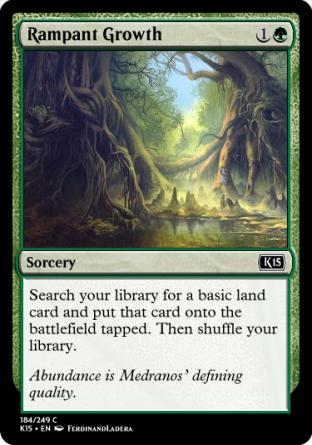 Rampant Growth 1
Sorcery K15
Search your library for a basic land
card and put that card onto the
battlefield tapped. Then shuffle your
library.
Abundance is Medranos' defining
quality.
184/249 C
K15 • EN FERDINANDLADERA